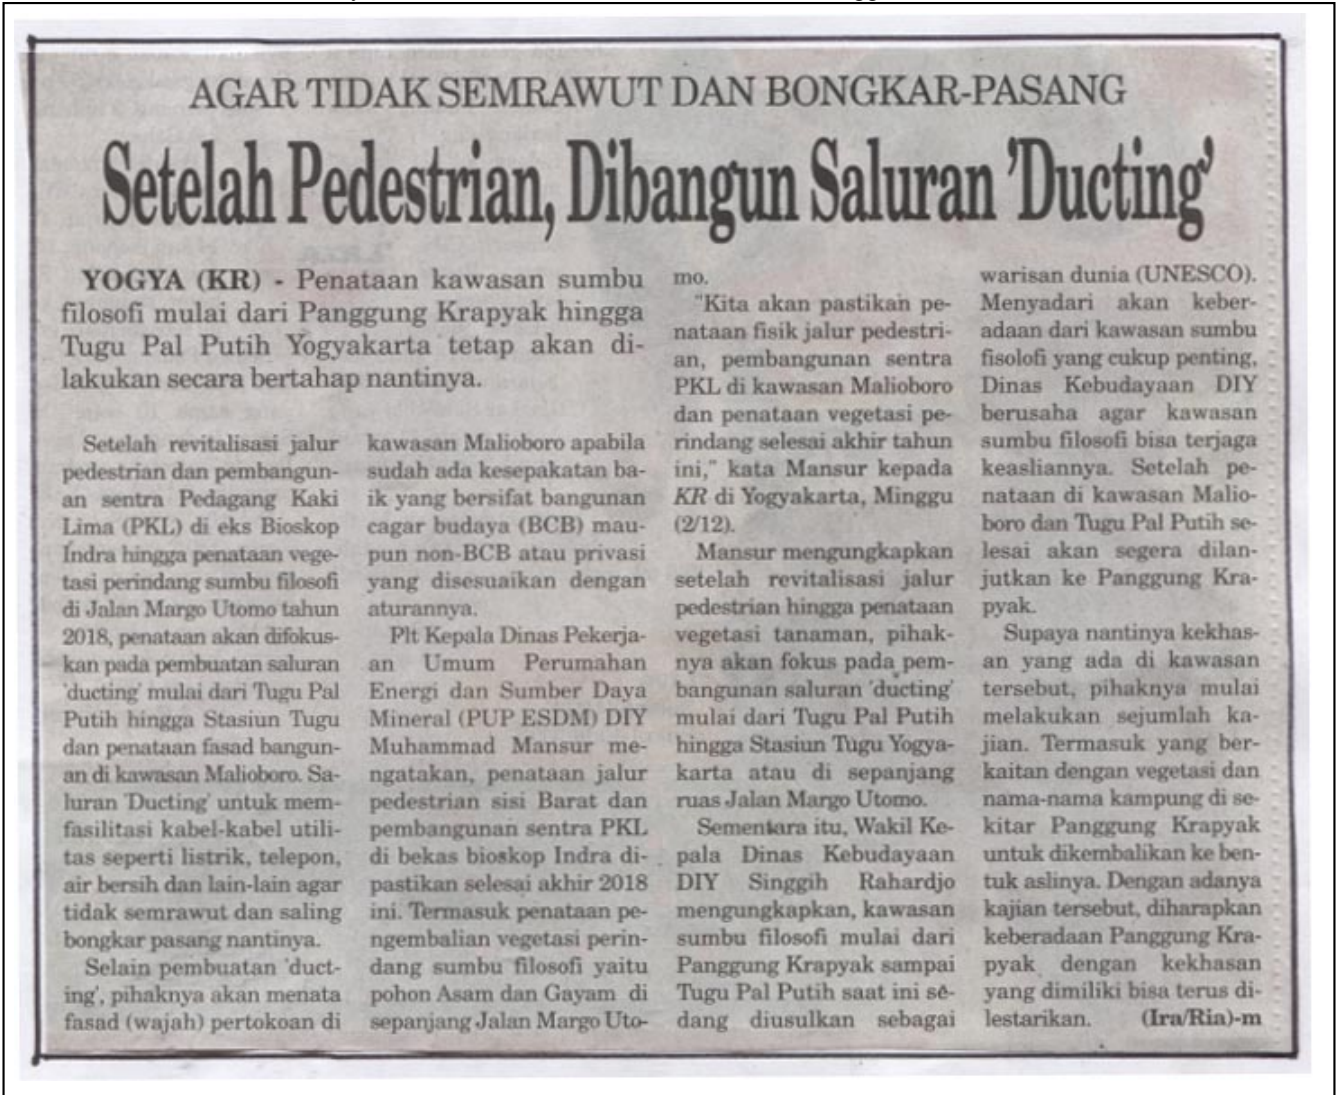 AGAR TIDAK SEMRAWUT DAN BONGKAR-PASANG
Setelah Pedestrian, Dibangun Saluran 'Ducting'
YOGYA (KR) - Penataan kawasan sumbu
filosofi mulai dari Panggung Krapyak hingga
Tugu Pal Putih Yogyakarta tetap akan di-
lakukan secara bertahap nantinya.
Setelah revitalisasi jalur
pedestrian dan pembangun-
an sentra Pedagang Kaki
Lima (PKL) di eks Bioskop
Indra hingga penataan vege-
tasi perindang sumbu filosofi
di Jalan Margo Utomo tahun
2018, penataan akan difokus-
kan pada pembuatan saluran
'ducting' mulai dari Tugu Pal
Putih hingga Stasiun Tugu
dan penataan fasad bangun-
an di kawasan Malioboro. Sa-
luran 'Ducting' untuk mem-
fasilitasi kabel-kabel utili-
tas seperti listrik, telepon,
air bersih dan lain-lain agar
tidak semrawut dan saling
bongkar pasang nantinya.
Selain pembuatan 'duct-
ing', pihaknya akan menata
fasad (wajah) pertokoan di
kawasan Malioboro apabila
sudah ada kesepakatan ba-
ik yang bersifat bangunan
cagar budaya (BCB) mau-
pun non-BCB atau privasi
yang disesuaikan dengan
aturannya.
Plt Kepala Dinas Pekerja-
an Umum Perumahan
Energi dan Sumber Daya
Mineral (PUP ESDM) DIY
Muhammad Mansur me-
ngatakan, penataan jalur
pedestrian sisi Barat dan
pembangunan sentra PKL
di bekas bioskop Indra di-
pastikan selesai akhir 2018
ini. Termasuk penataan pe-
ngembalian vegetasi perin-
dang sumbu filosofi yaitu
pohon Asam dan Gayam di
sepanjang Jalan Margo Uto-
mo.
"Kita akan pastikan pe-
nataan fisik jalur pedestri-
an, pembangunan sentra
PKL di kawasan Malioboro
dan penataan vegetasi pe-
rindang selesai akhir tahun
ini," kata Mansur kepada
KR di Yogyakarta, Minggu
(2/12).
Mansur mengungkapkan
setelah revitalisasi jalur
pedestrian hingga penataan
vegetasi tanaman, pihak-
nya akan fokus pada pem-
bangunan saluran 'ducting'
mulai dari Tugu Pal Putih
hingga Stasiun Tugu Yogya-
karta atau di sepanjang
ruas Jalan Margo Utomo.
Sementara itu, Wakil Ke-
pala Dinas Kebudayaan
DIY Singgih Rahardjo
mengungkapkan, kawasan
sumbu filosofi mulai dari
Panggung Krapyak sampai
Tugu Pal Putih saat ini se-
dang diusulkan sebagai
warisan dunia (UNESCO).
Menyadari akan keber-
adaan dari kawasan sumbu
fisolofi yang cukup penting,
Dinas Kebudayaan DIY
berusaha agar kawasan
sumbu filosofi bisa terjaga
keasliannya. Setelah pe-
nataan di kawasan Malio-
boro dan Tugu Pal Putih se-
lesai akan segera dilan-
jutkan ke Panggung Kra-
pyak.
Supaya nantinya kekhas-
an yang ada di kawasan
tersebut, pihaknya mulai
melakukan sejumlah ka-
jian. Termasuk yang ber-
kaitan dengan vegetasi dan
nama-nama kampung di se-
kitar Panggung Krapyak
untuk dikembalikan ke ben-
tuk aslinya. Dengan adanya
kajian tersebut, diharapkan
keberadaan Panggung Kra-
pyak dengan kekhasan
yang dimiliki bisa terus di-
lestarikan. (Ira/Ria)-m